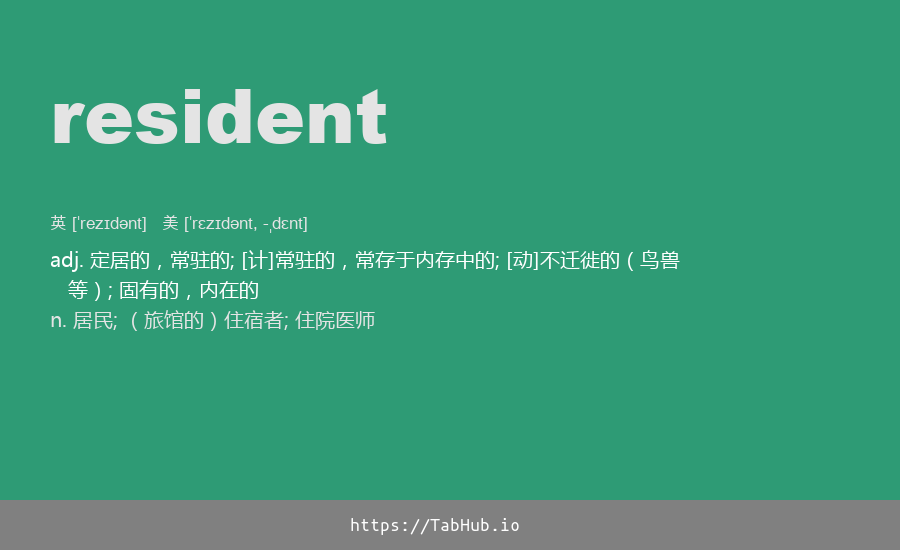 resident
英 [ˈrezɪdənt]   美 [ˈrɛzɪdənt, -ˌdɛnt]
adj. 定居的，常驻的; [计]常驻的，常存于内存中的; [动]不迁徙的（鸟兽
等）; 固有的，内在的
n. 居民; （旅馆的）住宿者; 住院医师
https://TabHub.io